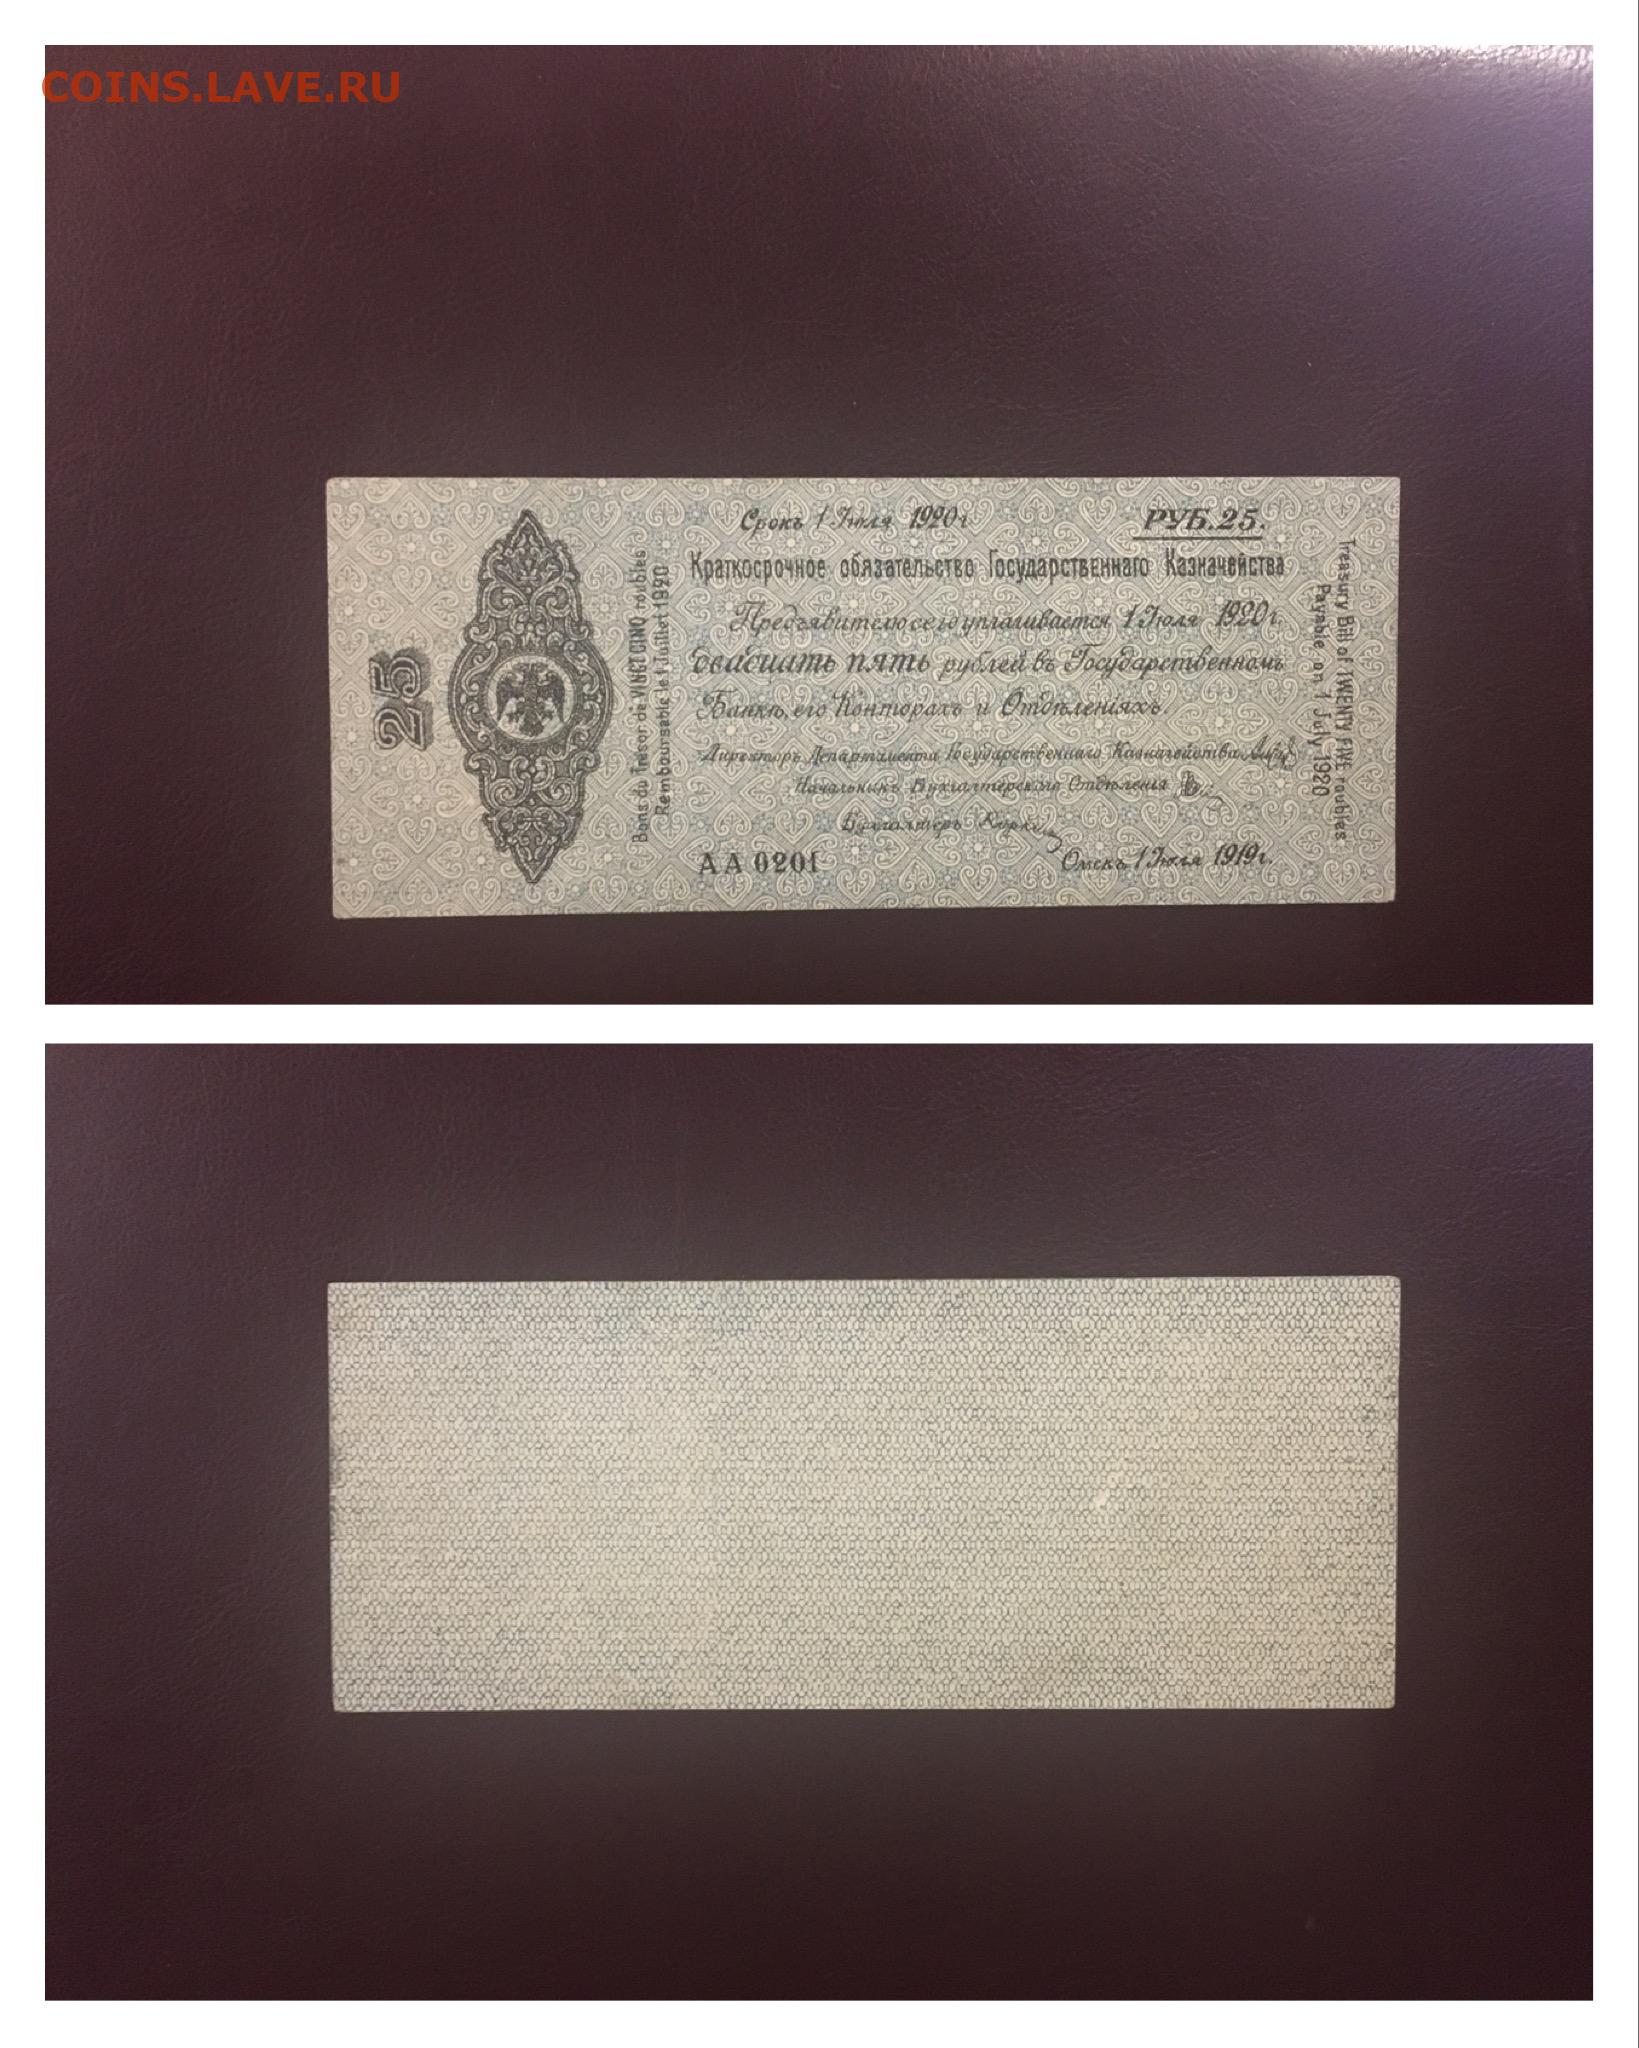 COINS.LAVE.RU
25
Bons du Trésor de VINGT CINQ roubles
Remboursable le 1 Juillet 1920
Срокъ 1 Июля 1920 г.
РУБ. 25.
Краткосрочное обязательство Государственнаго Казначейства
Предъявителю сего уплачивается 1 Июля 1920 г.
двадцать пять рублей въ Государственномъ
Банкѣ, его Конторахъ и Отдѣленіяхъ.
Директоръ Департамента Государственнаго Казначейства
Начальникъ Бухгалтерскаго Отдѣленія
Бухгалтеръ
АА 0201
Омскъ 1 Июля 1919 г.
Treasury Bill of TWENTY FIVE roubles
Payable on 1 July 1920